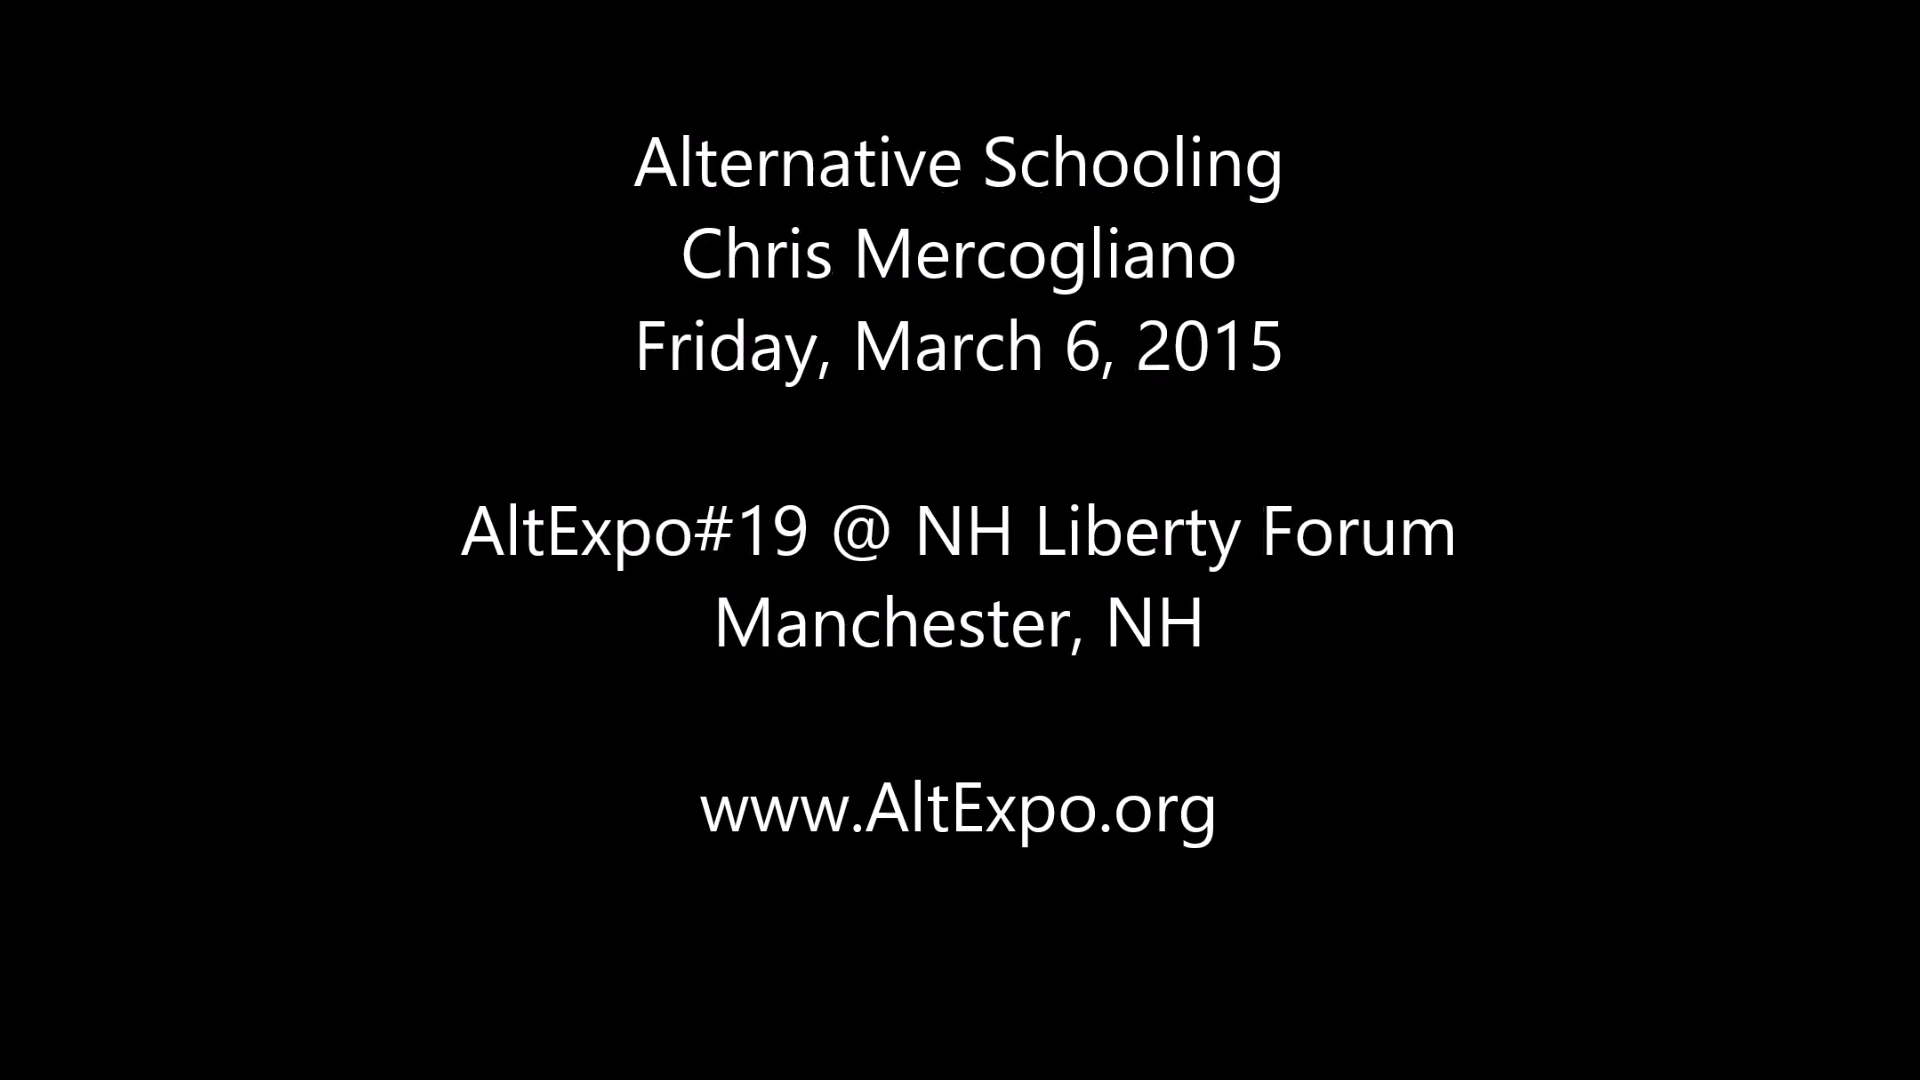 Alternative Schooling
Chris Mercogliano
Friday, March 6, 2015
AltExpo#19 @ NH Liberty Forum
Manchester, NH
www.AltExpo.org